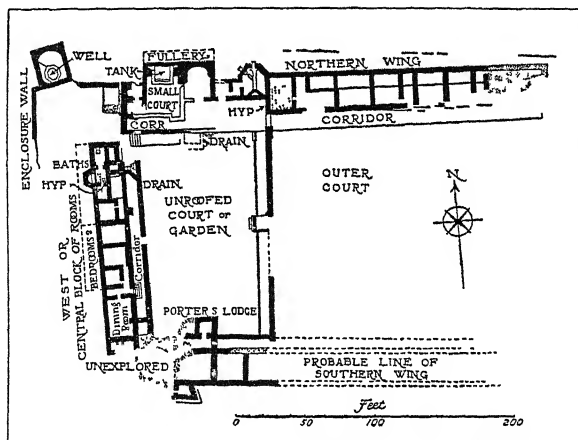 WELL
FULLERY
TANK
SMALL
COURT
NORTHERN WING
HYP
CORR
CORRIDOR
DRAIN
ENCLOSURE WALL
BATHS
HYP
DRAIN
UNROOFED
COURT or
GARDEN
OUTER
COURT
N
WEST OR
CENTRAL BLOCK OF ROOMS
BEDROOMS?
Corridor
Dining
Room
PORTER'S LODGE
UNEXPLORED
PROBABLE LINE OF
SOUTHERN WING
Feet
0 50 100 200